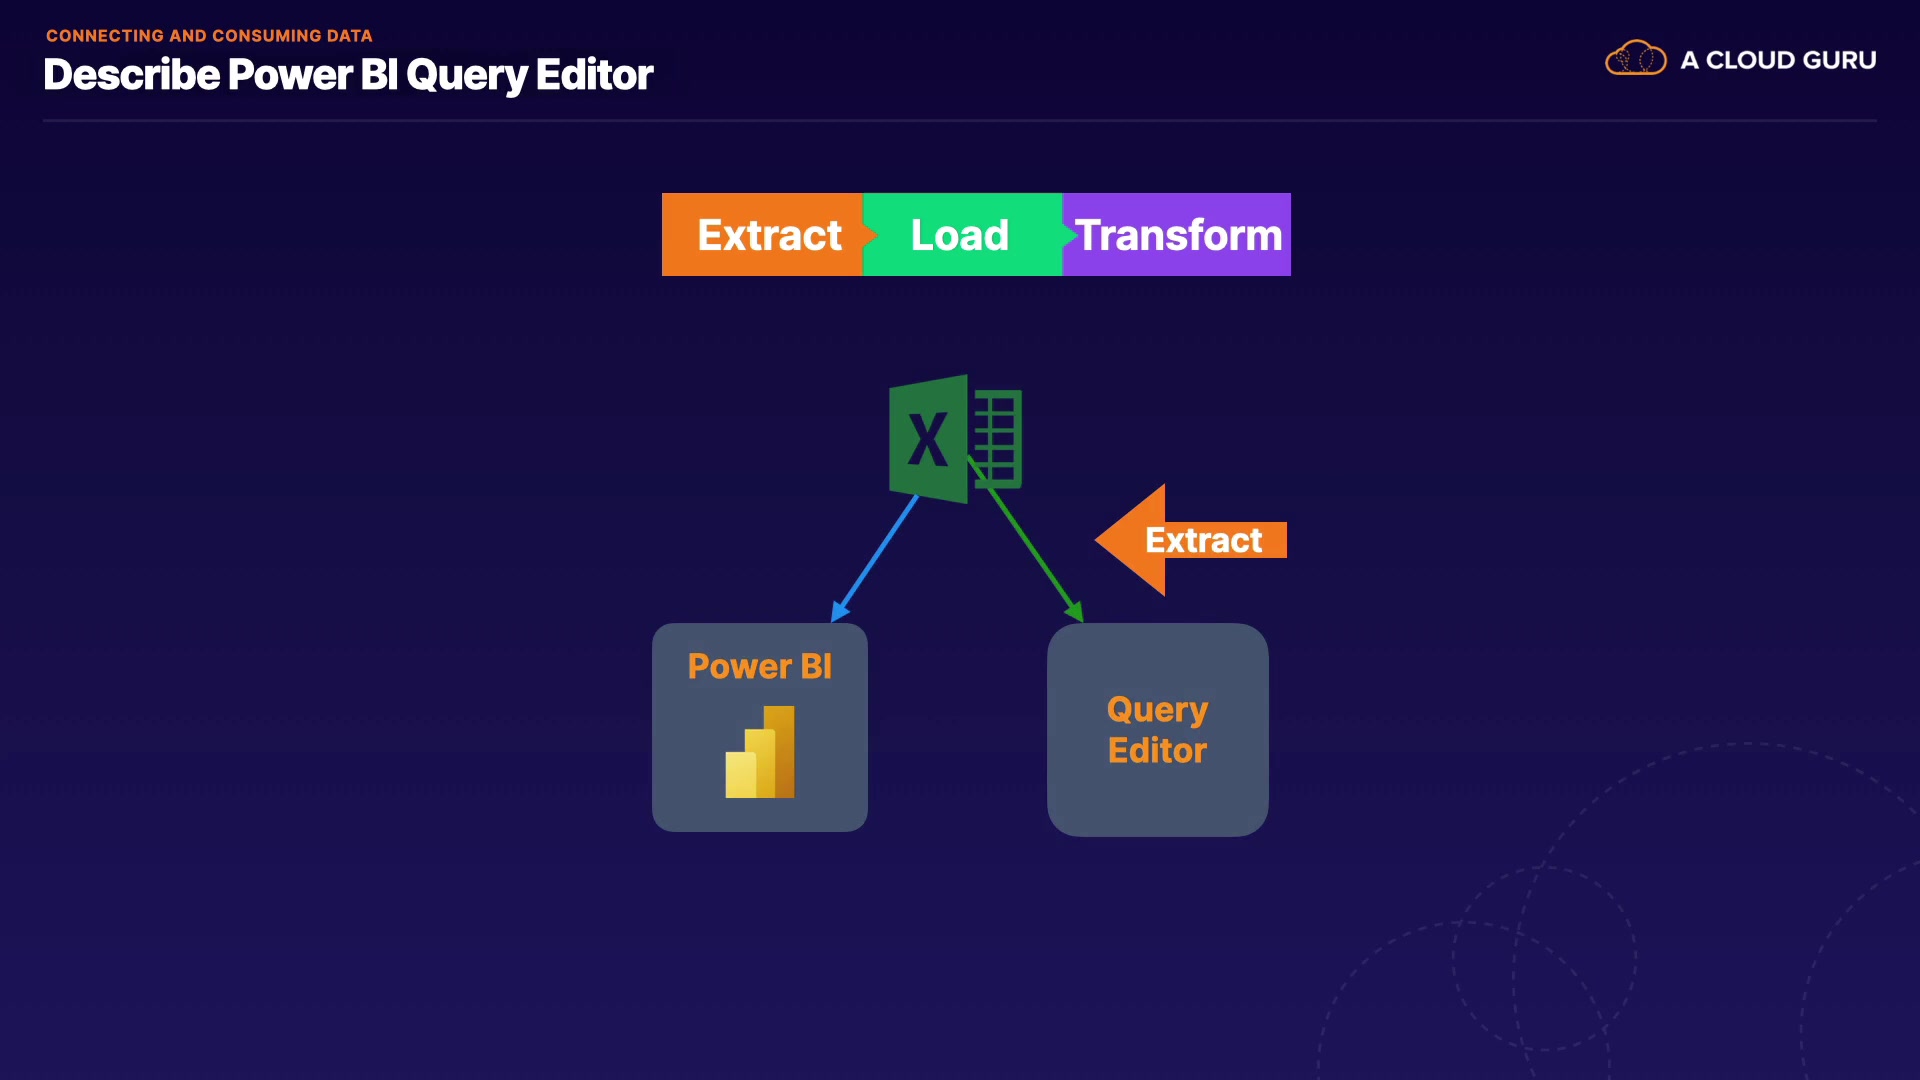 CONNECTING AND CONSUMING DATA
Describe Power BI Query Editor
A CLOUD GURU
Extract
Load
Transform
X
Extract
Power BI
Query
Editor